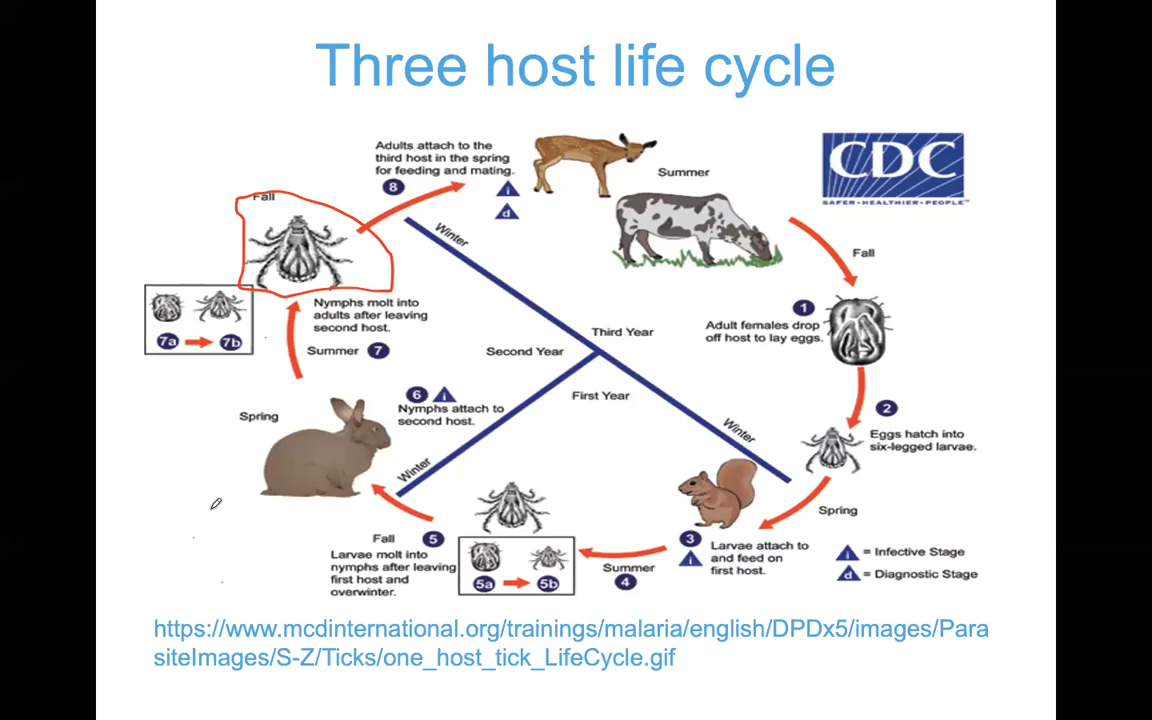 Three host life cycle
Adults attach to the
third host in the spring
for feeding and mating.
8
i
d
Summer
CDC
SAFER·HEALTHIER·PEOPLE™
Fall
Winter
Fall
1
Adult females drop
off host to lay eggs.
Nymphs molt into
adults after leaving
second host.
7a
7b
Summer
7
Third Year
Second Year
First Year
6
i
Nymphs attach to
second host.
Spring
Winter
Winter
2
Eggs hatch into
six-legged larvae.
Spring
3
i
Larvae attach to
and feed on
first host.
Summer
4
Fall
5
Larvae molt into
nymphs after leaving
first host and
overwinter.
5a
5b
i = Infective Stage
d = Diagnostic Stage
https://www.mcdinternational.org/trainings/malaria/english/DPDx5/images/Para
siteImages/S-Z/Ticks/one_host_tick_LifeCycle.gif